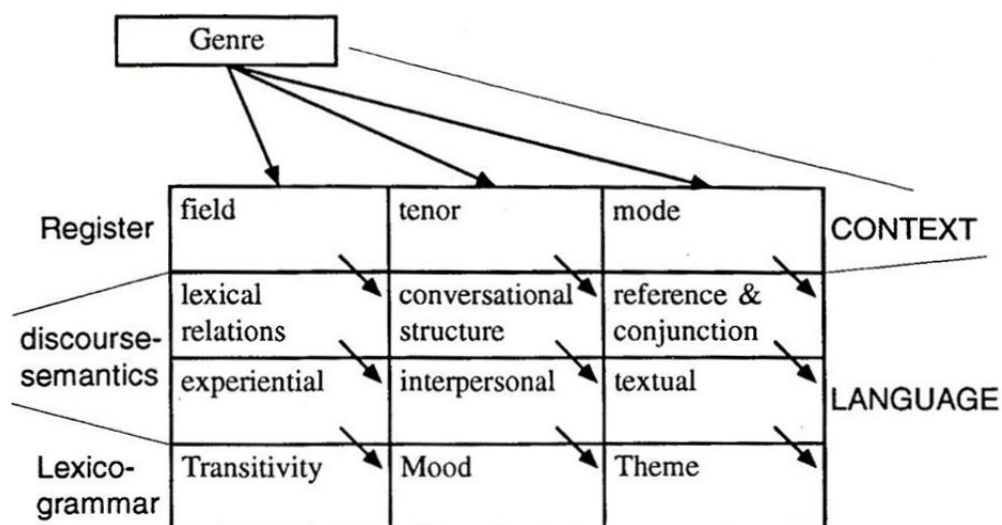 Genre
Register
field
tenor
mode
CONTEXT
discourse-
semantics
lexical
relations
conversational
structure
reference &
conjunction
experiential
interpersonal
textual
LANGUAGE
Lexico-
grammar
Transitivity
Mood
Theme